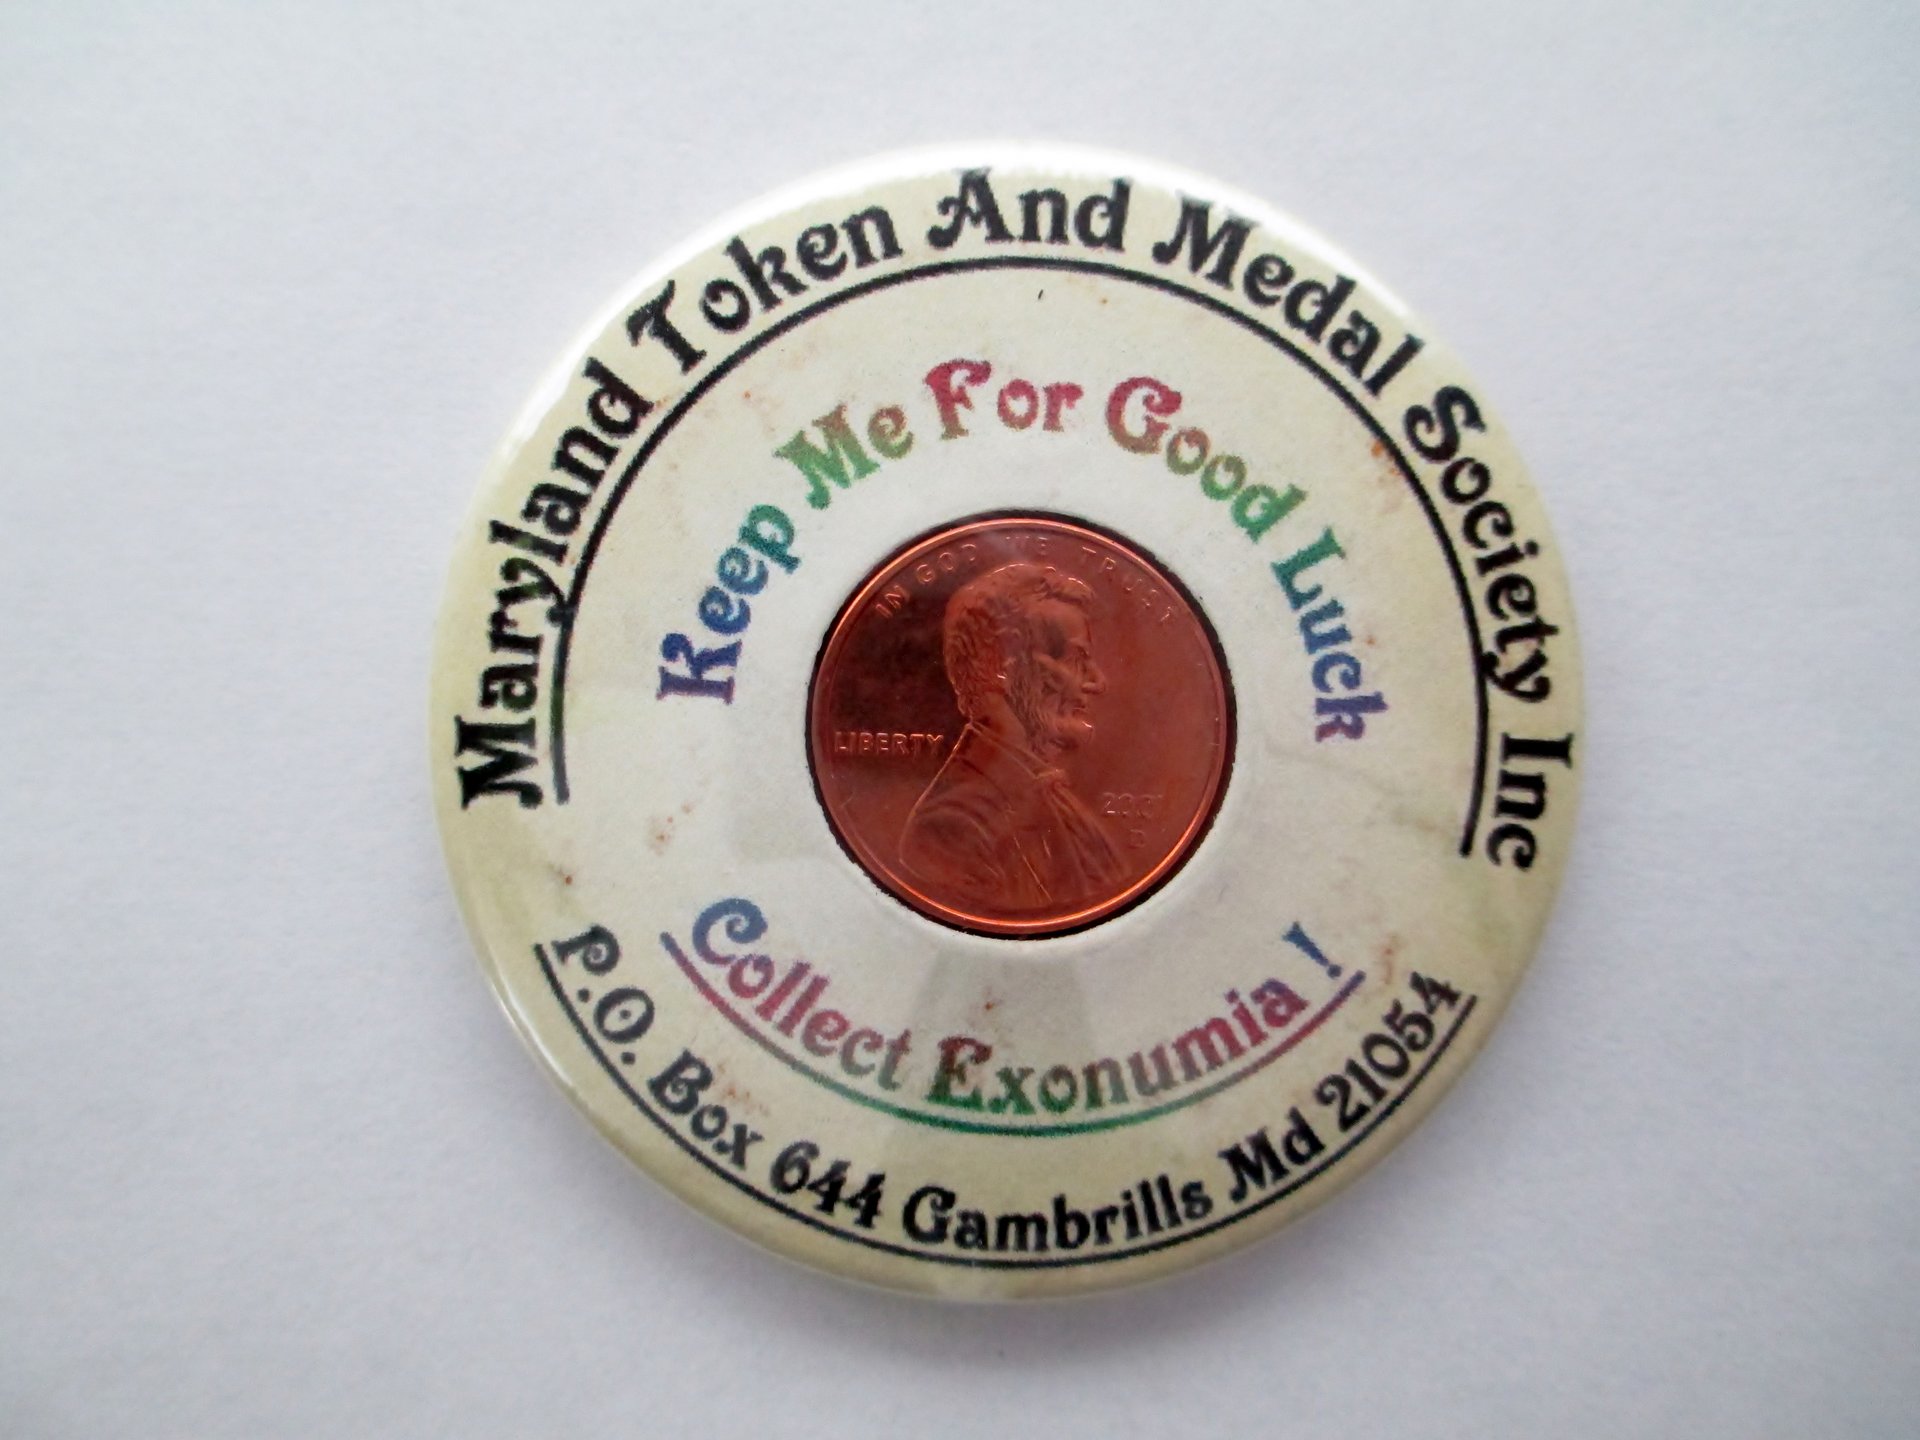 Maryland Token And Medal Society Inc
Keep Me For Good Luck
IN GOD WE TRUST
LIBERTY
2001
D
Collect Exonumia !
P.O. Box 644 Gambrills Md 21054